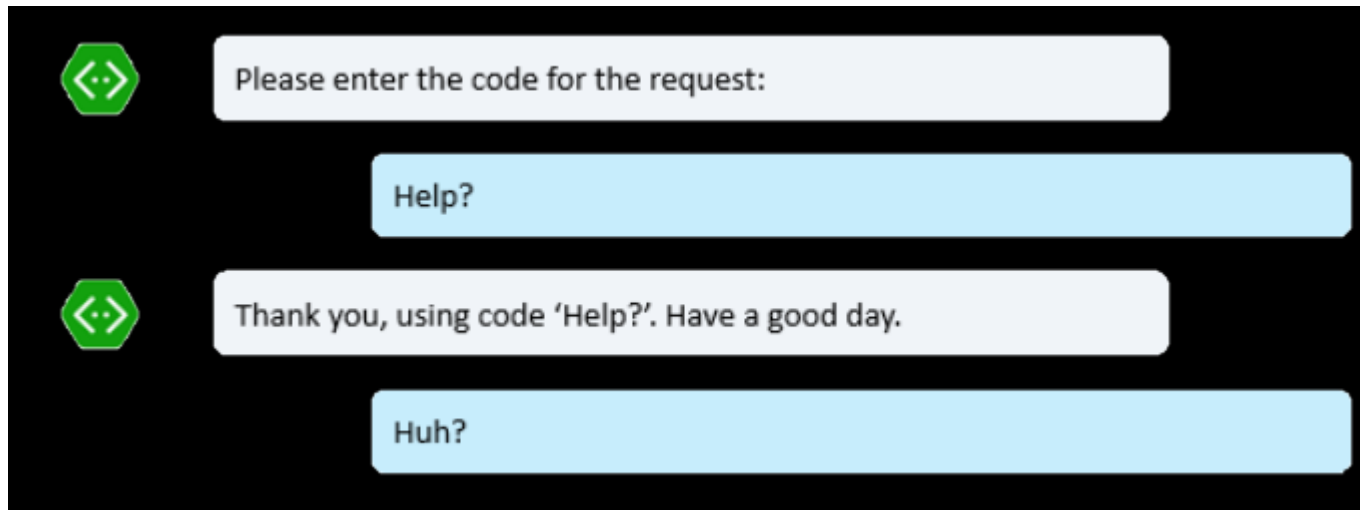 Please enter the code for the request:
Help?
Thank you, using code ‘Help?’. Have a good day.
Huh?